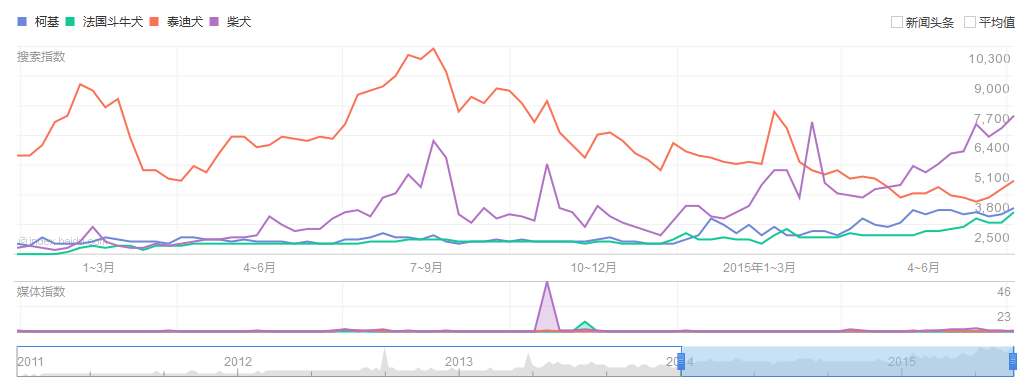 柯基 法国斗牛犬 泰迪犬 柴犬 新闻头条 平均值
搜索指数
10,300
9,000
7,700
6,400
5,100
3,800
2,500
1~3月 4~6月 7~9月 10~12月 2015年1~3月 4~6月
媒体指数
46
23
2011 2012 2013 2014 2015